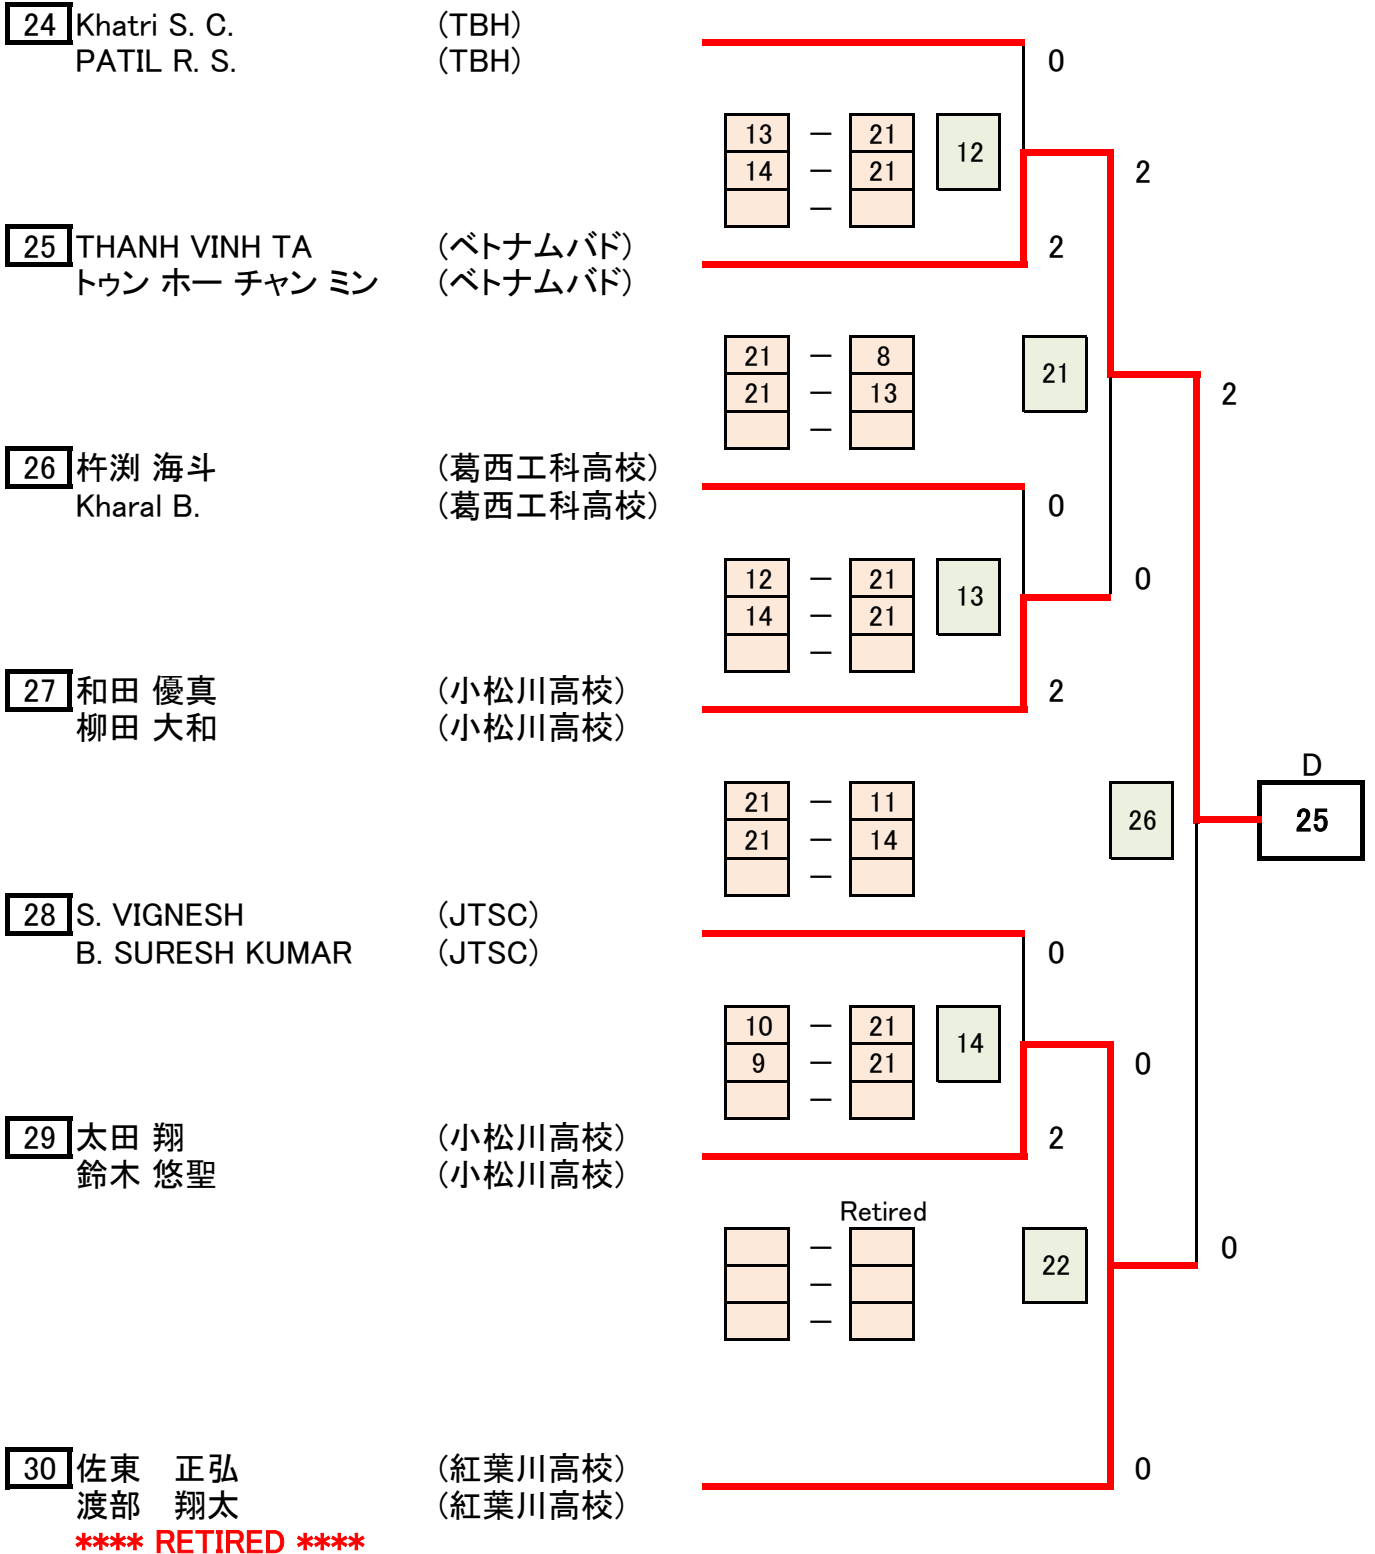 24 Khatri S. C. (TBH)
PATIL R. S. (TBH) 0
13 － 21 12
14 － 21 2
－
25 THANH VINH TA (ベトナムバド) 2
トゥン ホー チャン ミン (ベトナムバド)
21 － 8 21
21 － 13 2
－
26 杵渕 海斗 (葛西工科高校)
Kharal B. (葛西工科高校) 0
12 － 21 13 0
14 － 21
－
27 和田 優真 (小松川高校) 2
柳田 大和 (小松川高校)
D
21 － 11 26 25
21 － 14
－
28 S. VIGNESH (JTSC)
B. SURESH KUMAR (JTSC) 0
10 － 21 14
9 － 21 0
－
29 太田 翔 (小松川高校) 2
鈴木 悠聖 (小松川高校)
Retired
－ 0
－ 22
－
30 佐東　正弘 (紅葉川高校) 0
渡部　翔太 (紅葉川高校)
**** RETIRED ****